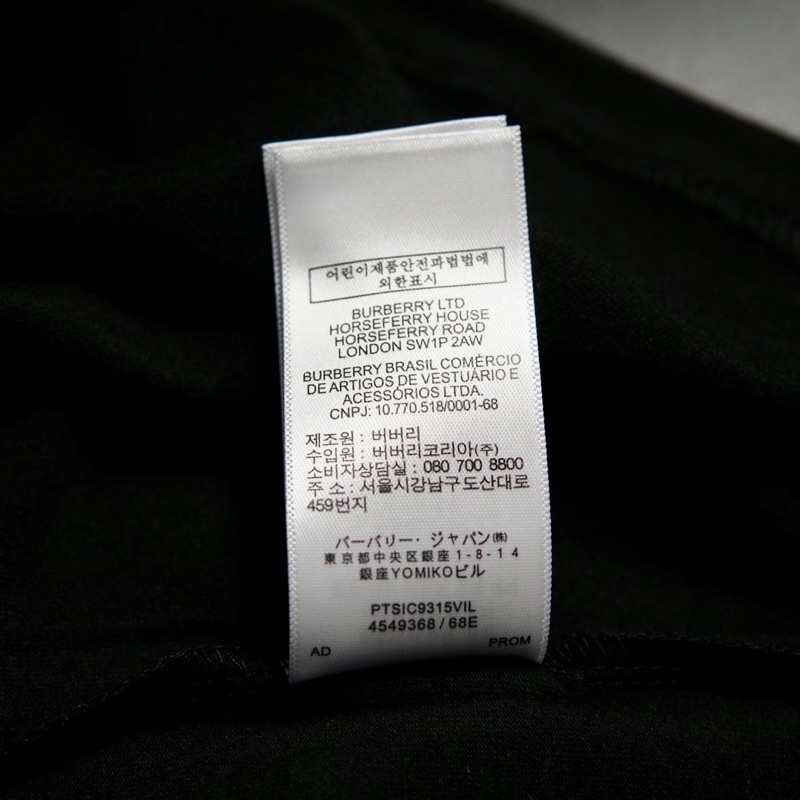 어린이제품안전파범법에
외한표시
BURBERRY LTD
HORSEFERRY HOUSE
HORSEFERRY ROAD
LONDON SW1P 2AW
BURBERRY BRASIL COMÉRCIO
DE ARTIGOS DE VESTUÁRIO E
ACESSÓRIOS LTDA.
CNPJ: 10.770.518/0001-68
제조원 : 버버리
수입원 : 버버리코리아(주)
소비자상담실 : 080 700 8800
주 소 : 서울시강남구도산대로
459번지
バーバリー・ジャパン㈱
東京都中央区銀座1-8-14
銀座YOMIKOビル
PTSIC9315VIL
4549368 / 68E
AD PROM